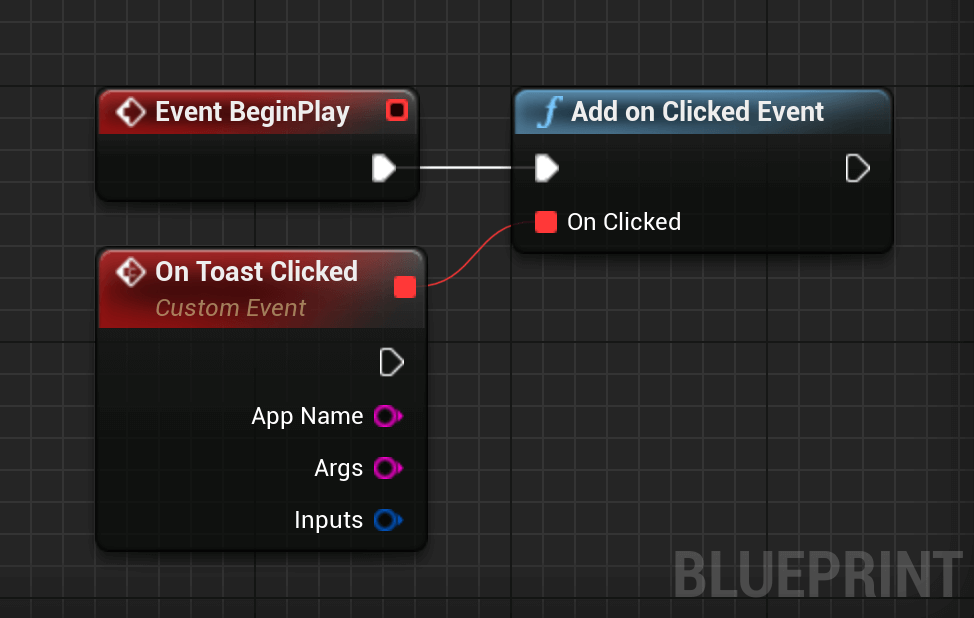 Event BeginPlay
Add on Clicked Event
On Clicked
On Toast Clicked
Custom Event
App Name
Args
Inputs
BLUEPRINT